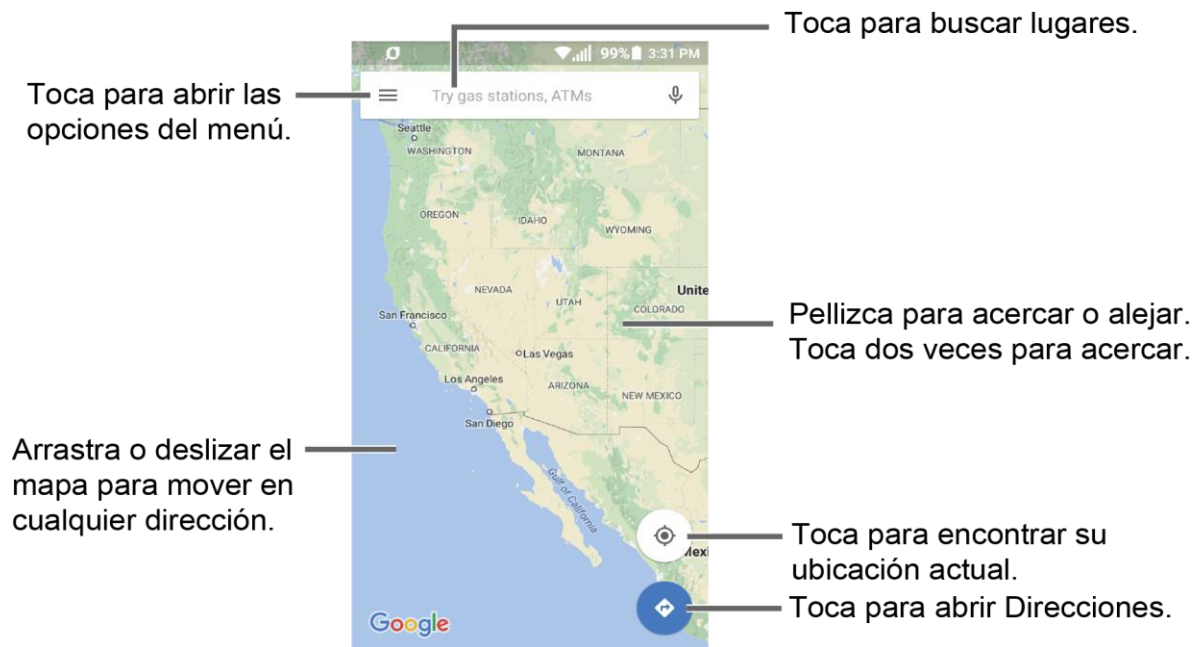 Toca para buscar lugares.
99% 3:31 PM
Toca para abrir las
opciones del menú.
Try gas stations, ATMs
Seattle
WASHINGTON
MONTANA
OREGON
IDAHO
WYOMING
NEVADA
UTAH
Unite
COLORADO
San Francisco
CALIFORNIA
Las Vegas
Los Angeles
ARIZONA
NEW MEXICO
San Diego
Pellizca para acercar o alejar.
Toca dos veces para acercar.
Arrastra o deslizar el
mapa para mover en
cualquier dirección.
Gulf of California
Mexi
Toca para encontrar su
ubicación actual.
Toca para abrir Direcciones.
Google